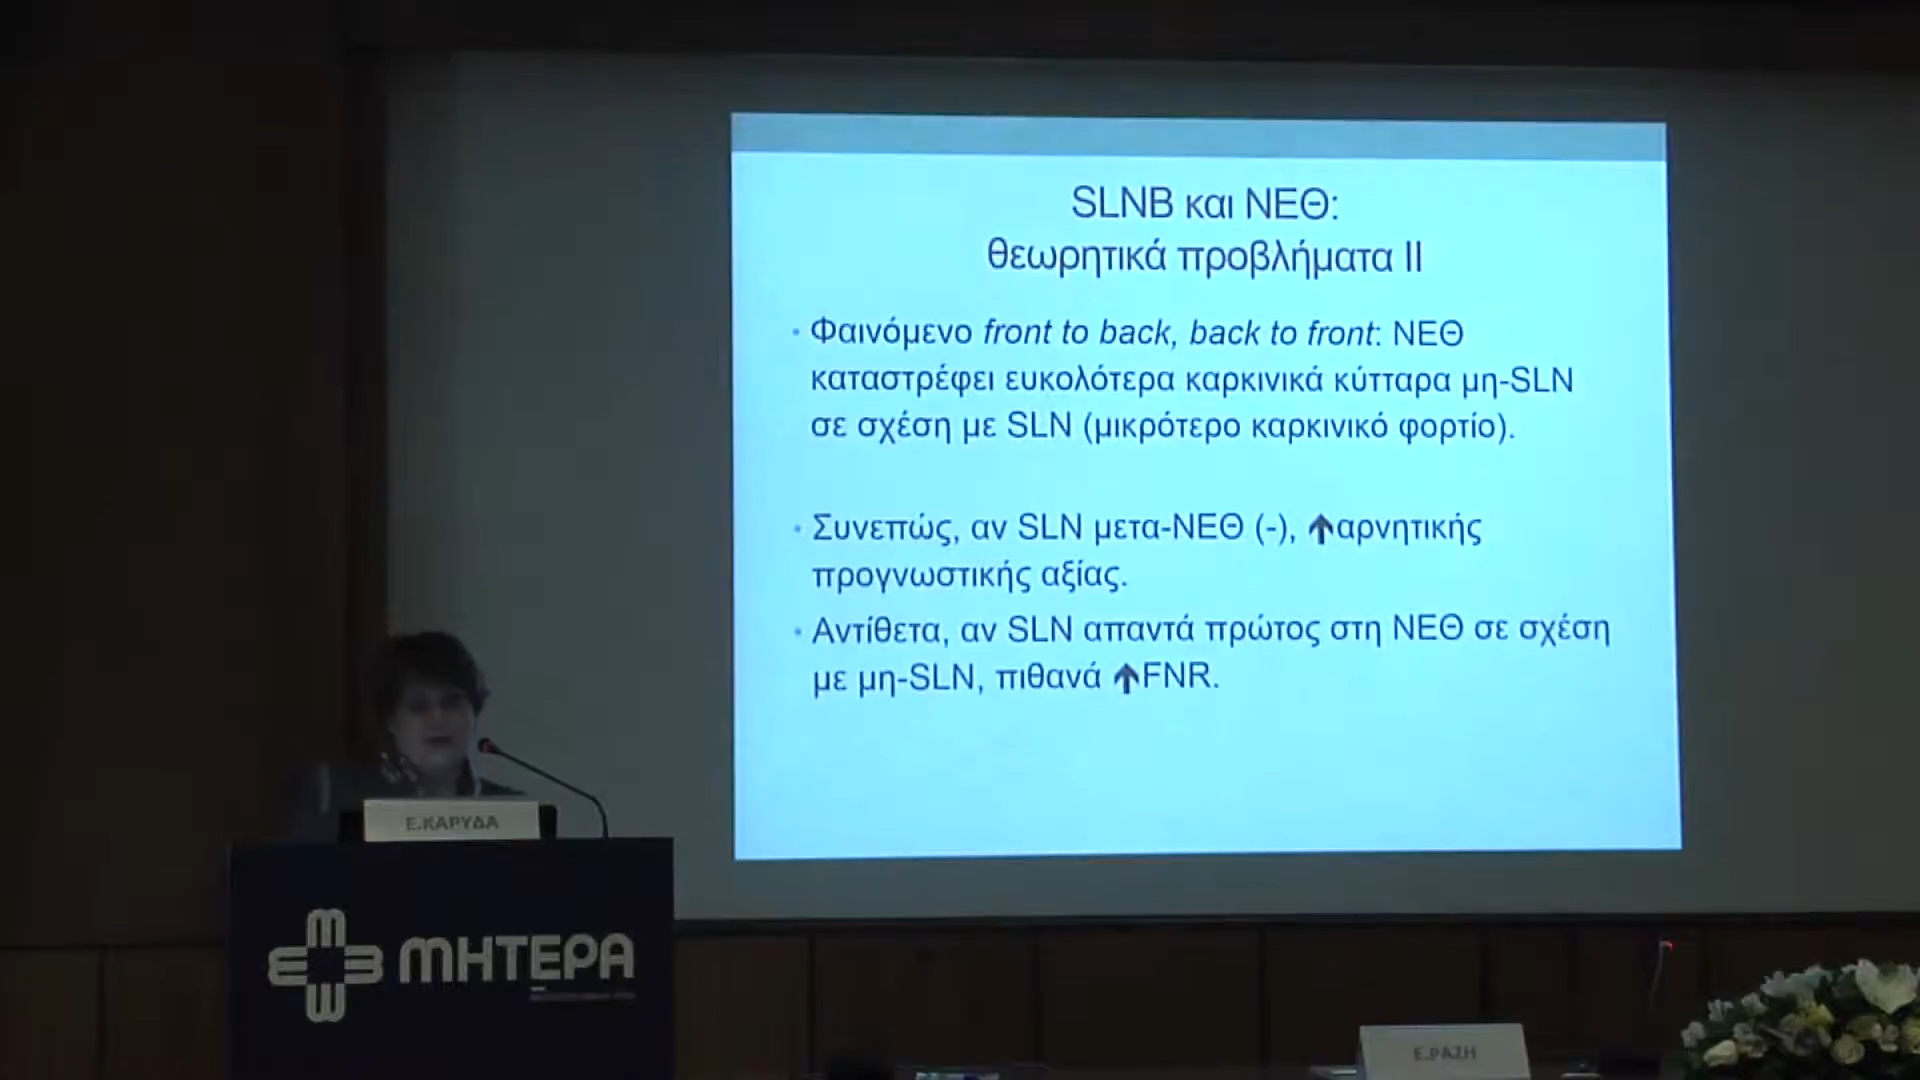 SLNB και ΝΕΘ:
θεωρητικά προβλήματα II
• Φαινόμενο front to back, back to front: ΝΕΘ
καταστρέφει ευκολότερα καρκινικά κύτταρα μη-SLN
σε σχέση με SLN (μικρότερο καρκινικό φορτίο).
• Συνεπώς, αν SLN μετα-ΝΕΘ (-), ↑αρνητικής
προγνωστικής αξίας.
• Αντίθετα, αν SLN απαντά πρώτος στη ΝΕΘ σε σχέση
με μη-SLN, πιθανά ↑FNR.
Ε.ΚΑΡΥΔΑ
ΜΗΤΕΡΑ
Ε.ΡΑΖΗ